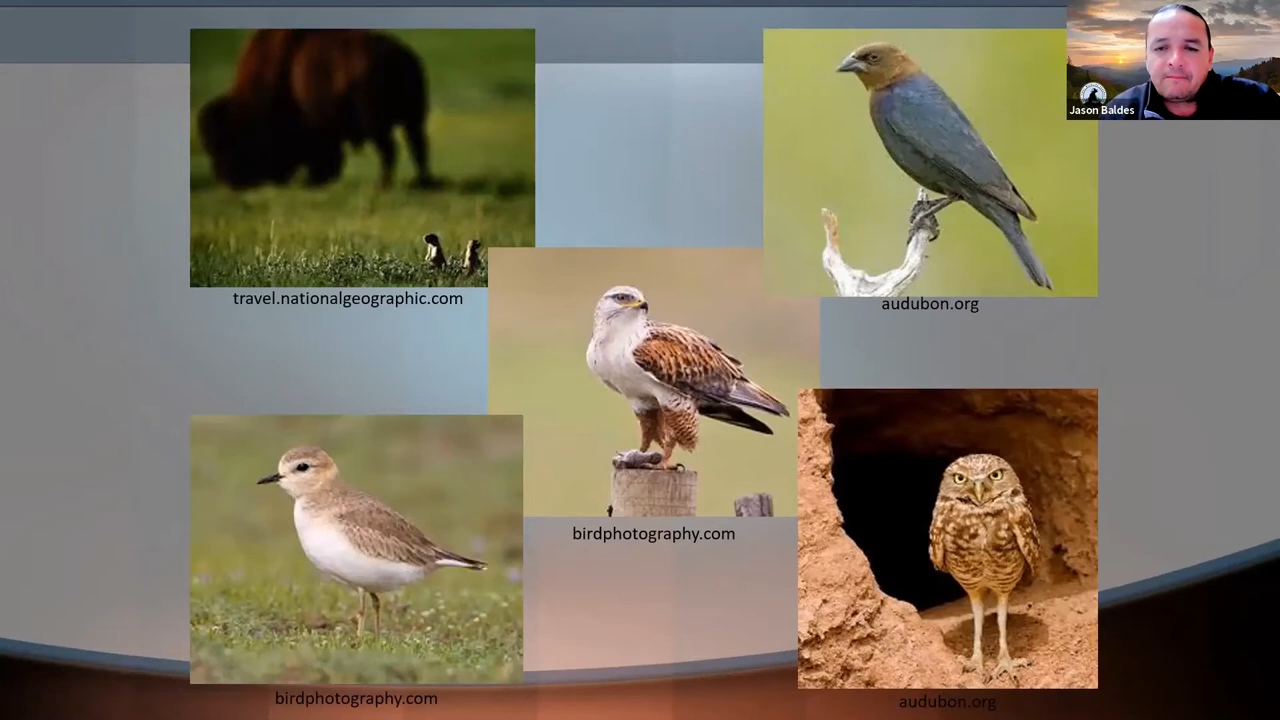 Jason Baldes
travel.nationalgeographic.com
audubon.org
birdphotography.com
birdphotography.com
audubon.org